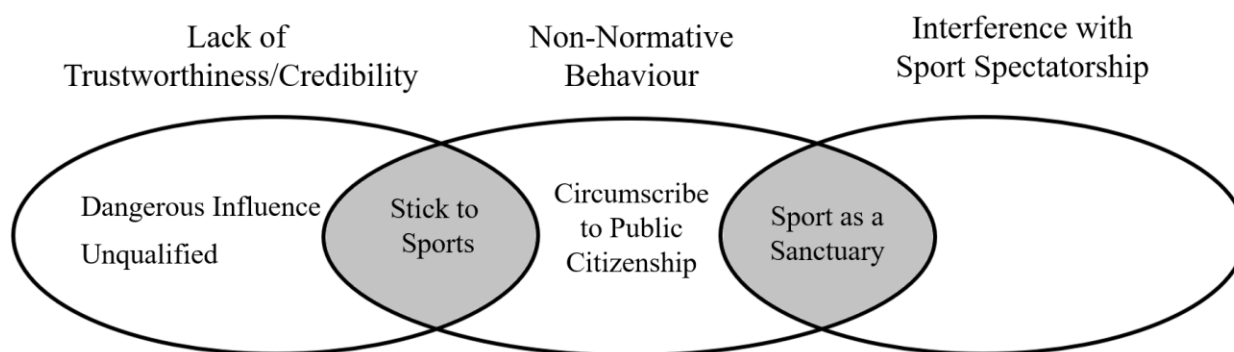 Lack of
Trustworthiness/Credibility
Non-Normative
Behaviour
Interference with
Sport Spectatorship
Dangerous Influence
Unqualified
Stick to
Sports
Circumscribe
to Public
Citizenship
Sport as a
Sanctuary